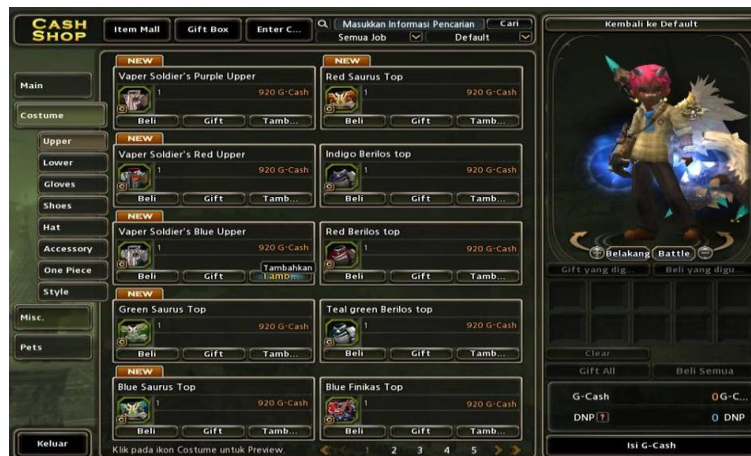 CASH SHOP
Item Mall
Gift Box
Enter C...
Masukkan Informasi Pencarian
Cari
Semua Job
Default
Main
Costume
Upper
Lower
Gloves
Shoes
Hat
Accessory
One Piece
Style
Misc.
Pets
Keluar
NEW
Vaper Soldier's Purple Upper
1
920 G-Cash
Beli Gift Tamb...
NEW
Red Saurus Top
1
920 G-Cash
Beli Gift Tamb...
NEW
Vaper Soldier's Red Upper
1
920 G-Cash
Beli Gift Tamb...
Indigo Berilos top
1
920 G-Cash
Beli Gift Tamb...
NEW
Vaper Soldier's Blue Upper
1
920 G-Cash
Tambahkan
Beli Gift Tamb...
Red Berilos top
1
920 G-Cash
Beli Gift Tamb...
NEW
Green Saurus Top
1
920 G-Cash
Beli Gift Tamb...
Teal green Berilos top
1
920 G-Cash
Beli Gift Tamb...
NEW
Blue Saurus Top
1
920 G-Cash
Beli Gift Tamb...
Blue Finikas Top
1
920 G-Cash
Beli Gift Tamb...
Klik pada ikon Costume untuk Preview.
1 2 3 4 5
Kembali ke Default
Belakang Battle
Gift yang dig...
Beli yang digu...
Clear
Gift All
Beli Semua
G-Cash 0 G-C...
DNP ? 0 DNP
Isi G-Cash